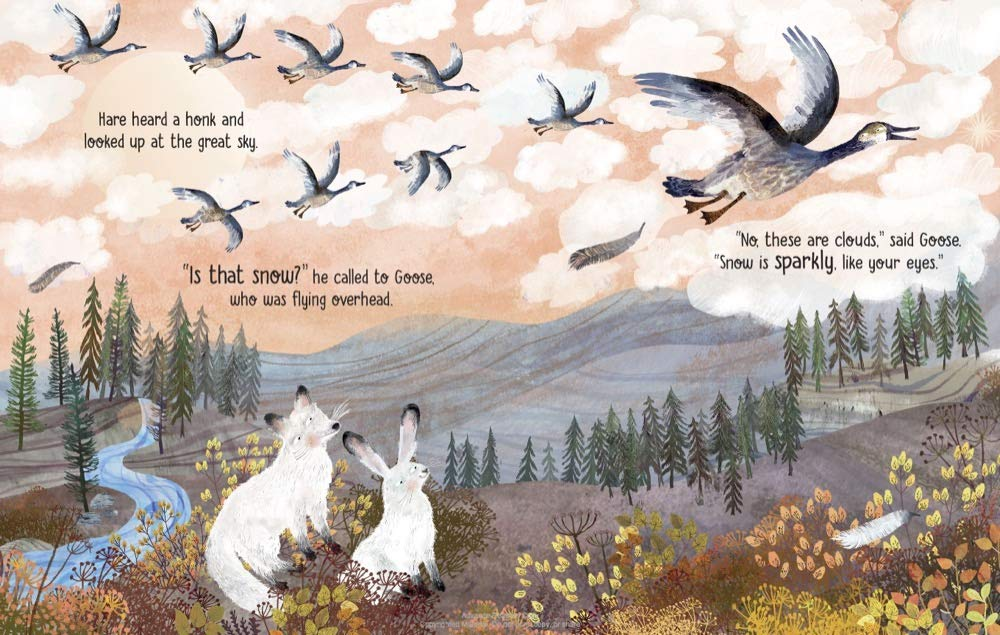 Hare heard a honk and
looked up at the great sky.
"Is that snow?" he called to Goose,
who was flying overhead.
"No, these are clouds," said Goose.
"Snow is sparkly, like your eyes."